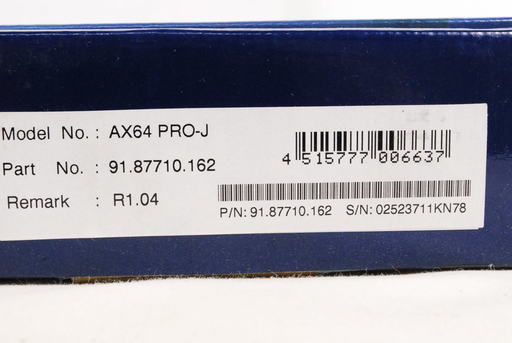 Model No. : AX64 PRO-J
Part No. : 91.87710.162
Remark : R1.04
4 515777 006637
P/N: 91.87710.162 S/N: 02523711KN78